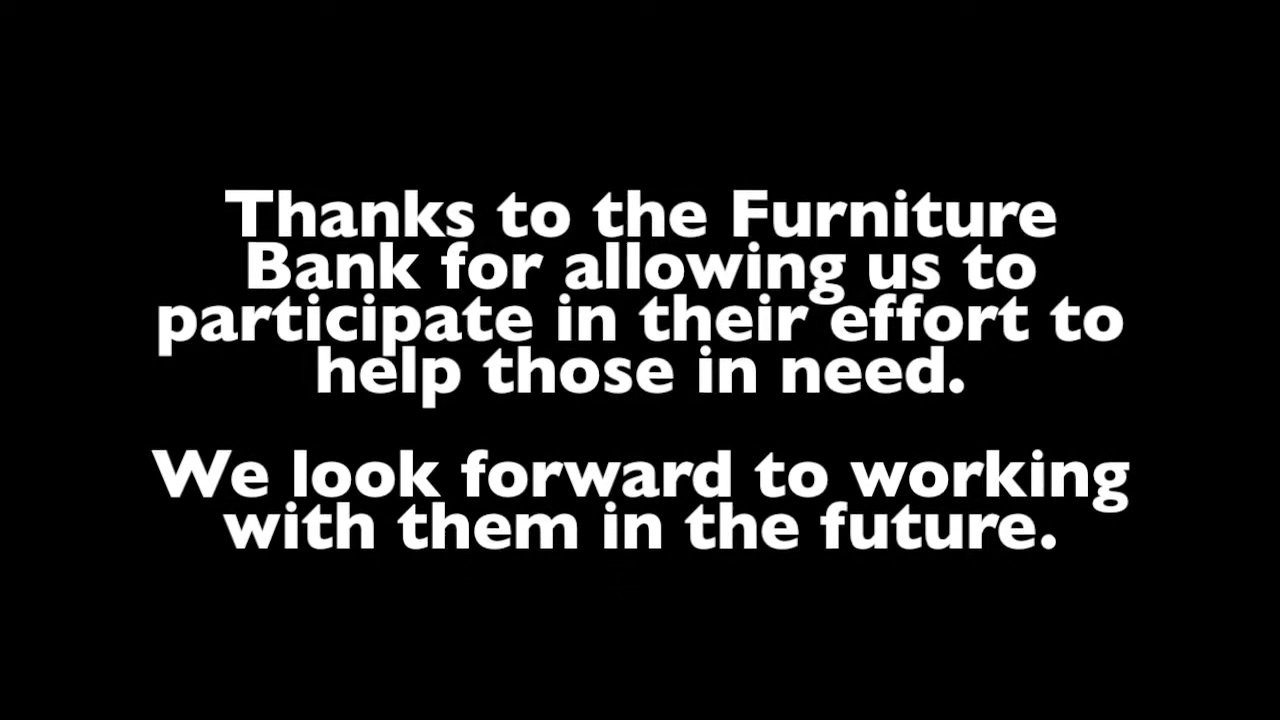 Thanks to the Furniture
Bank for allowing us to
participate in their effort to
help those in need.
We look forward to working
with them in the future.